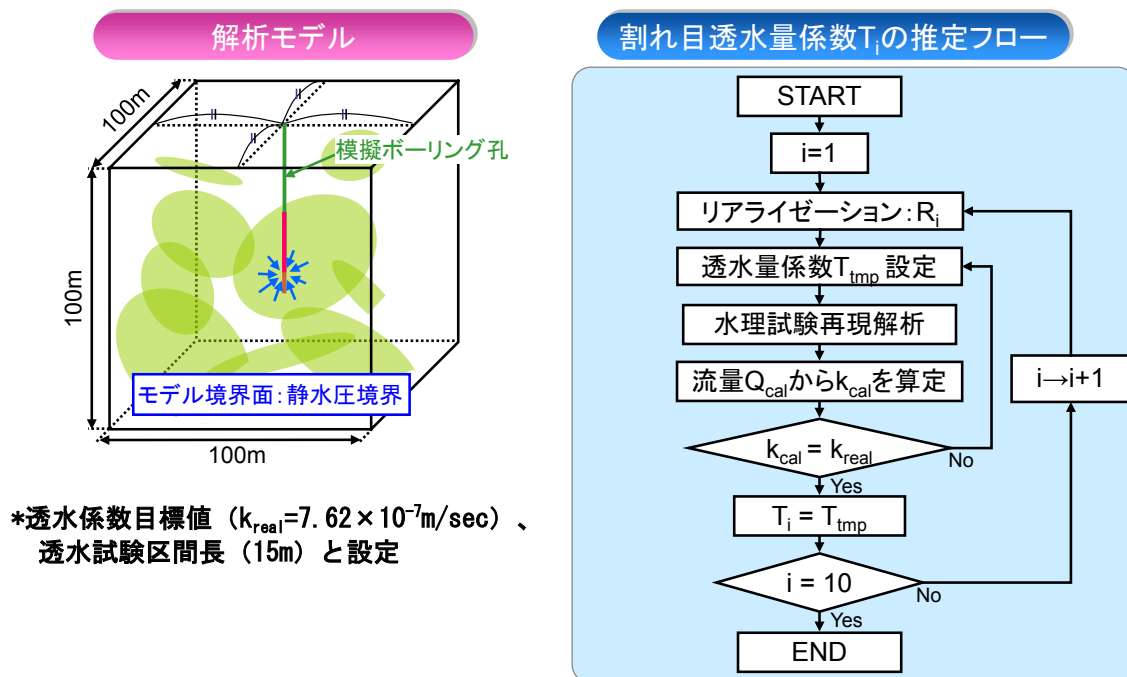 解析モデル
100m
模擬ボーリング孔
100m
モデル境界面:静水圧境界
100m
*透水係数目標値(kreal=7.62×10⁻⁷m/sec)、
透水試験区間長(15m)と設定
割れ目透水量係数Tiの推定フロー
START
i=1
リアライゼーション:Ri
透水量係数Ttmp 設定
水理試験再現解析
流量Qcalからkcalを算定
i→i+1
kcal = kreal
No
Yes
Ti = Ttmp
i = 10
No
Yes
END